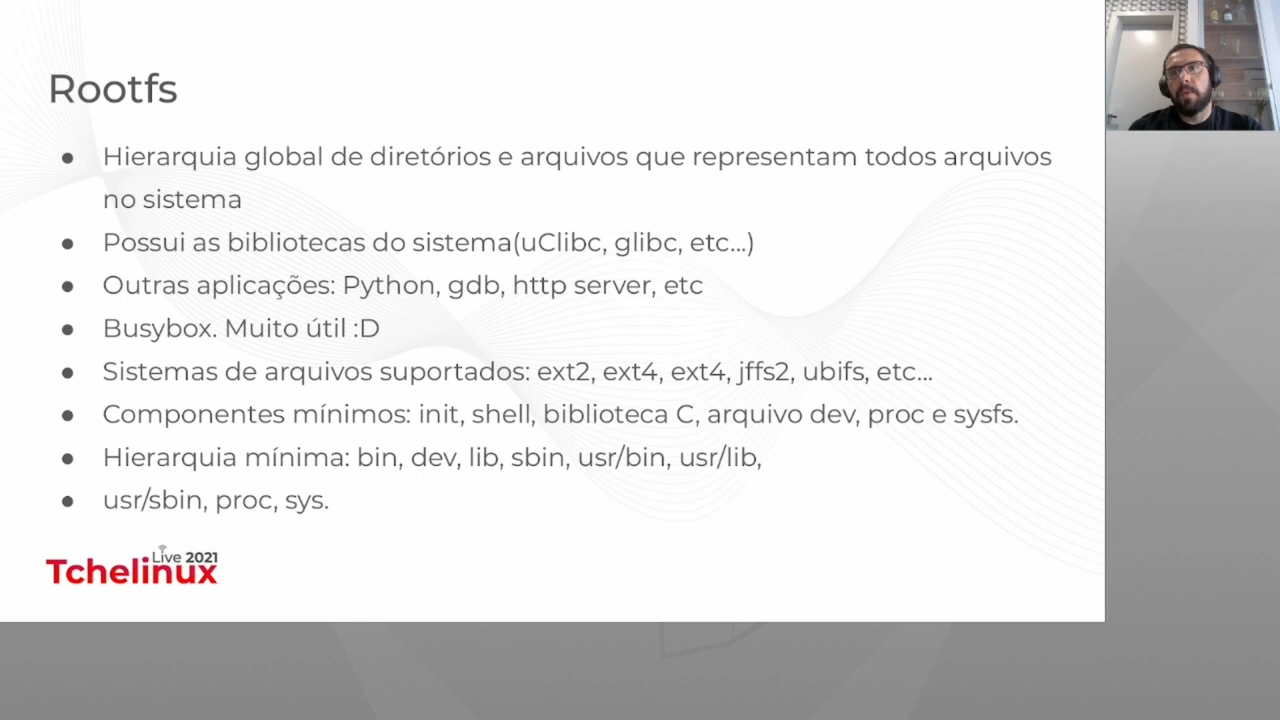 Rootfs
● Hierarquia global de diretórios e arquivos que representam todos arquivos
no sistema
● Possui as bibliotecas do sistema(uClibc, glibc, etc...)
● Outras aplicações: Python, gdb, http server, etc
● Busybox. Muito útil :D
● Sistemas de arquivos suportados: ext2, ext4, ext4, jffs2, ubifs, etc...
● Componentes mínimos: init, shell, biblioteca C, arquivo dev, proc e sysfs.
● Hierarquia mínima: bin, dev, lib, sbin, usr/bin, usr/lib,
● usr/sbin, proc, sys.
Live 2021
Tchelinux